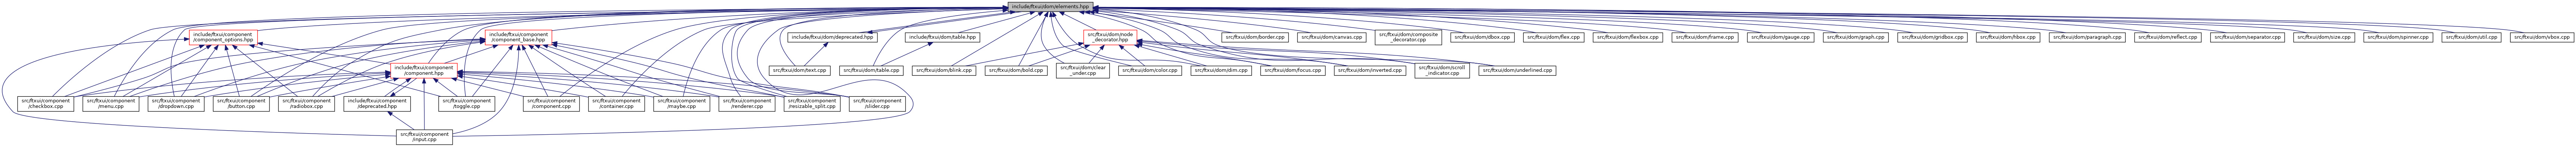 include/ftxui/dom/elements.hpp
include/ftxui/component
/component_options.hpp
include/ftxui/component
/component_base.hpp
include/ftxui/dom/deprecated.hpp
include/ftxui/dom/table.hpp
src/ftxui/dom/node
_decorator.hpp
src/ftxui/dom/border.cpp
src/ftxui/dom/canvas.cpp
src/ftxui/dom/composite
_decorator.cpp
src/ftxui/dom/dbox.cpp
src/ftxui/dom/flex.cpp
src/ftxui/dom/flexbox.cpp
src/ftxui/dom/frame.cpp
src/ftxui/dom/gauge.cpp
src/ftxui/dom/graph.cpp
src/ftxui/dom/gridbox.cpp
src/ftxui/dom/hbox.cpp
src/ftxui/dom/paragraph.cpp
src/ftxui/dom/reflect.cpp
src/ftxui/dom/separator.cpp
src/ftxui/dom/size.cpp
src/ftxui/dom/spinner.cpp
src/ftxui/dom/util.cpp
src/ftxui/dom/vbox.cpp
include/ftxui/component
/component.hpp
src/ftxui/dom/text.cpp
src/ftxui/dom/table.cpp
src/ftxui/dom/blink.cpp
src/ftxui/dom/bold.cpp
src/ftxui/dom/clear
_under.cpp
src/ftxui/dom/color.cpp
src/ftxui/dom/dim.cpp
src/ftxui/dom/focus.cpp
src/ftxui/dom/inverted.cpp
src/ftxui/dom/scroll
_indicator.cpp
src/ftxui/dom/underlined.cpp
src/ftxui/component
/checkbox.cpp
src/ftxui/component
/menu.cpp
src/ftxui/component
/dropdown.cpp
src/ftxui/component
/button.cpp
src/ftxui/component
/radiobox.cpp
include/ftxui/component
/deprecated.hpp
src/ftxui/component
/toggle.cpp
src/ftxui/component
/component.cpp
src/ftxui/component
/container.cpp
src/ftxui/component
/maybe.cpp
src/ftxui/component
/renderer.cpp
src/ftxui/component
/resizable_split.cpp
src/ftxui/component
/slider.cpp
src/ftxui/component
/input.cpp